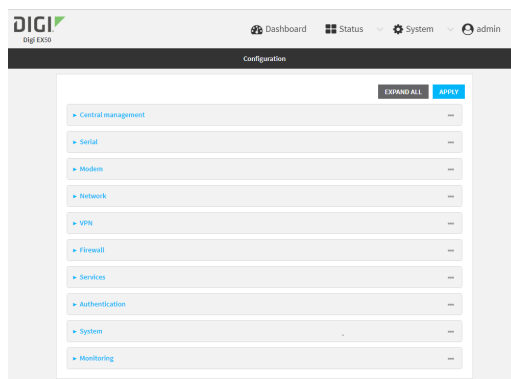 DIGI
Digi EX50
Dashboard Status System admin
Configuration
EXPAND ALL APPLY
Central management
Serial
Modem
Network
VPN
Firewall
Services
Authentication
System
Monitoring